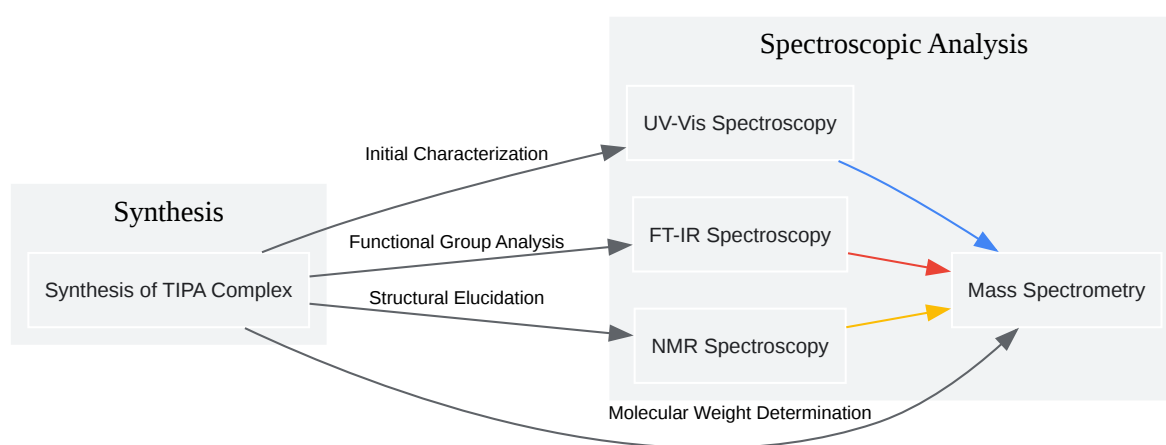 Spectroscopic Analysis
UV-Vis Spectroscopy
Initial Characterization
Synthesis
Functional Group Analysis
FT-IR Spectroscopy
Synthesis of TIPA Complex
Structural Elucidation
Mass Spectrometry
NMR Spectroscopy
Molecular Weight Determination